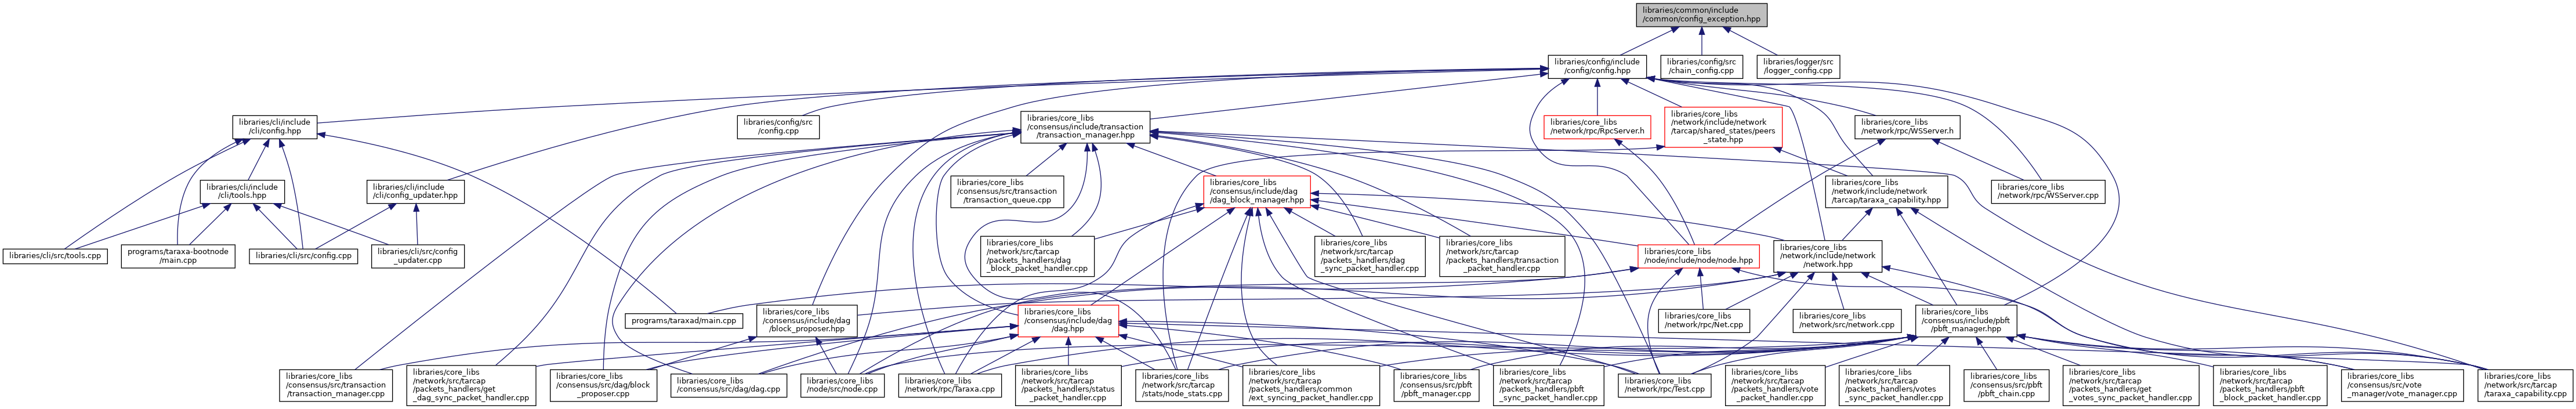 libraries/common/include
/common/config_exception.hpp
libraries/config/include
/config/config.hpp
libraries/config/src
/chain_config.cpp
libraries/logger/src
/logger_config.cpp
libraries/cli/include
/cli/config.hpp
libraries/config/src
/config.cpp
libraries/core_libs
/consensus/include/transaction
/transaction_manager.hpp
libraries/core_libs
/network/rpc/RpcServer.h
libraries/core_libs
/network/include/network
/tarcap/shared_states/peers
_state.hpp
libraries/core_libs
/network/rpc/WSServer.h
libraries/cli/include
/cli/tools.hpp
libraries/cli/include
/cli/config_updater.hpp
libraries/core_libs
/consensus/src/transaction
/transaction_queue.cpp
libraries/core_libs
/consensus/include/dag
/dag_block_manager.hpp
libraries/core_libs
/network/include/network
/tarcap/taraxa_capability.hpp
libraries/core_libs
/network/rpc/WSServer.cpp
libraries/cli/src/tools.cpp
programs/taraxa-bootnode
/main.cpp
libraries/cli/src/config.cpp
libraries/cli/src/config
_updater.cpp
libraries/core_libs
/network/src/tarcap
/packets_handlers/dag
_block_packet_handler.cpp
libraries/core_libs
/network/src/tarcap
/packets_handlers/dag
_sync_packet_handler.cpp
libraries/core_libs
/network/src/tarcap
/packets_handlers/transaction
_packet_handler.cpp
libraries/core_libs
/node/include/node/node.hpp
libraries/core_libs
/network/include/network
/network.hpp
programs/taraxad/main.cpp
libraries/core_libs
/consensus/include/dag
/block_proposer.hpp
libraries/core_libs
/consensus/include/dag
/dag.hpp
libraries/core_libs
/network/rpc/Net.cpp
libraries/core_libs
/network/src/network.cpp
libraries/core_libs
/consensus/include/pbft
/pbft_manager.hpp
libraries/core_libs
/consensus/src/transaction
/transaction_manager.cpp
libraries/core_libs
/network/src/tarcap
/packets_handlers/get
_dag_sync_packet_handler.cpp
libraries/core_libs
/consensus/src/dag/block
_proposer.cpp
libraries/core_libs
/consensus/src/dag/dag.cpp
libraries/core_libs
/node/src/node.cpp
libraries/core_libs
/network/rpc/Taraxa.cpp
libraries/core_libs
/network/src/tarcap
/packets_handlers/status
_packet_handler.cpp
libraries/core_libs
/network/src/tarcap
/stats/node_stats.cpp
libraries/core_libs
/network/src/tarcap
/packets_handlers/common
/ext_syncing_packet_handler.cpp
libraries/core_libs
/consensus/src/pbft
/pbft_manager.cpp
libraries/core_libs
/network/src/tarcap
/packets_handlers/pbft
_sync_packet_handler.cpp
libraries/core_libs
/network/rpc/Test.cpp
libraries/core_libs
/network/src/tarcap
/packets_handlers/vote
_packet_handler.cpp
libraries/core_libs
/network/src/tarcap
/packets_handlers/votes
_sync_packet_handler.cpp
libraries/core_libs
/consensus/src/pbft
/pbft_chain.cpp
libraries/core_libs
/network/src/tarcap
/packets_handlers/get
_votes_sync_packet_handler.cpp
libraries/core_libs
/network/src/tarcap
/packets_handlers/pbft
_block_packet_handler.cpp
libraries/core_libs
/consensus/src/vote
_manager/vote_manager.cpp
libraries/core_libs
/network/src/tarcap
/taraxa_capability.cpp